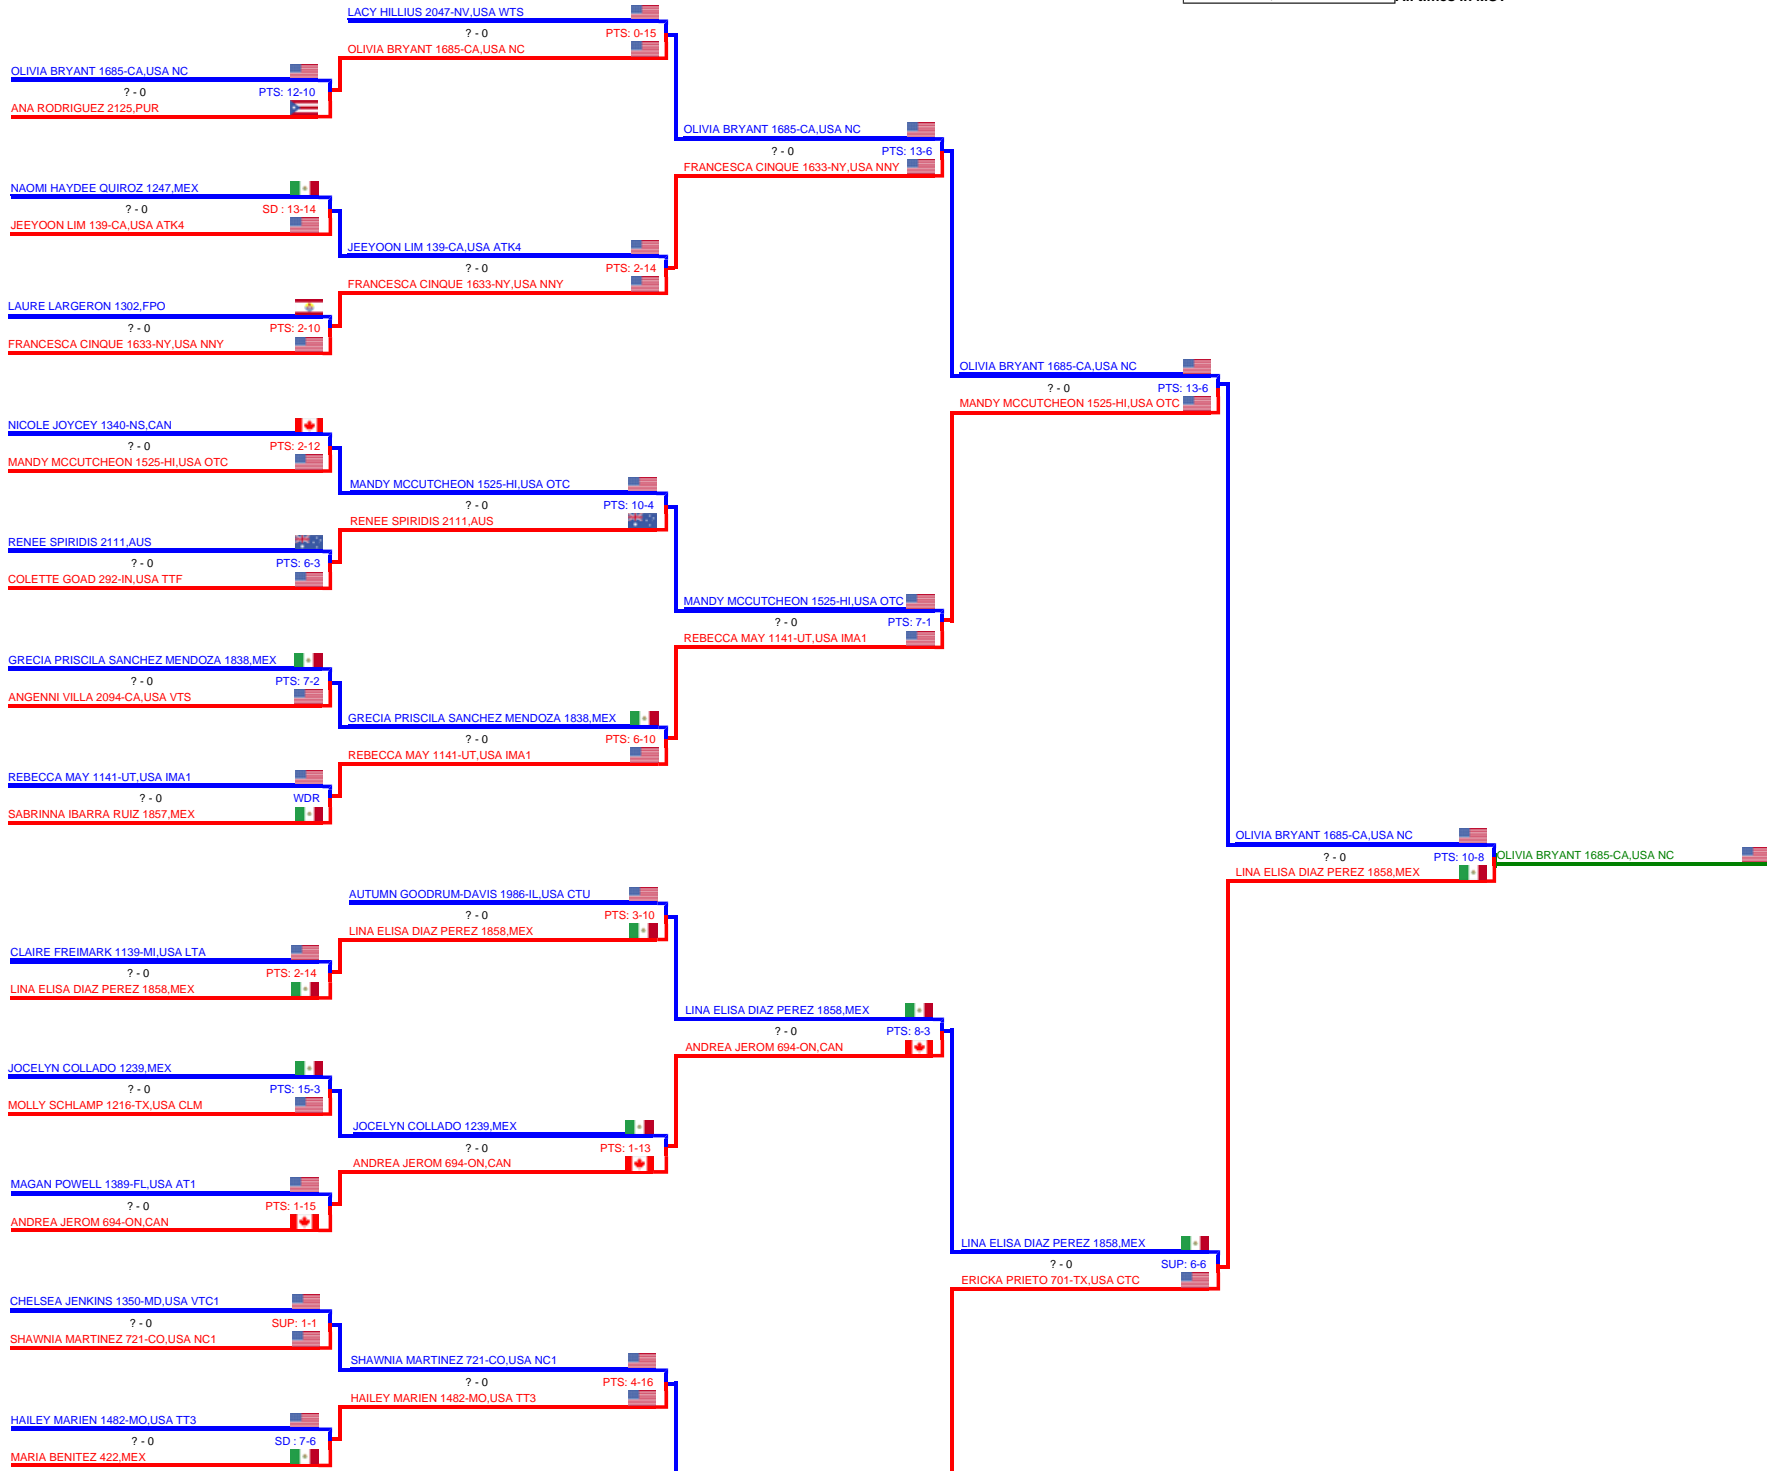 LACY HILLIUS 2047-NV,USA WTS
? - 0 PTS: 0-15
OLIVIA BRYANT 1685-CA,USA NC
OLIVIA BRYANT 1685-CA,USA NC
? - 0 PTS: 12-10
ANA RODRIGUEZ 2125,PUR
OLIVIA BRYANT 1685-CA,USA NC
? - 0 PTS: 13-6
FRANCESCA CINQUE 1633-NY,USA NNY
NAOMI HAYDEE QUIROZ 1247,MEX
? - 0 SD : 13-14
JEEYOON LIM 139-CA,USA ATK4
JEEYOON LIM 139-CA,USA ATK4
? - 0 PTS: 2-14
FRANCESCA CINQUE 1633-NY,USA NNY
LAURE LARGERON 1302,FPO
? - 0 PTS: 2-10
FRANCESCA CINQUE 1633-NY,USA NNY
OLIVIA BRYANT 1685-CA,USA NC
? - 0 PTS: 13-6
MANDY MCCUTCHEON 1525-HI,USA OTC
NICOLE JOYCEY 1340-NS,CAN
? - 0 PTS: 2-12
MANDY MCCUTCHEON 1525-HI,USA OTC
MANDY MCCUTCHEON 1525-HI,USA OTC
? - 0 PTS: 10-4
RENEE SPIRIDIS 2111,AUS
RENEE SPIRIDIS 2111,AUS
? - 0 PTS: 6-3
COLETTE GOAD 292-IN,USA TTF
MANDY MCCUTCHEON 1525-HI,USA OTC
? - 0 PTS: 7-1
REBECCA MAY 1141-UT,USA IMA1
GRECIA PRISCILA SANCHEZ MENDOZA 1838,MEX
? - 0 PTS: 7-2
ANGENNI VILLA 2094-CA,USA VTS
GRECIA PRISCILA SANCHEZ MENDOZA 1838,MEX
? - 0 PTS: 6-10
REBECCA MAY 1141-UT,USA IMA1
REBECCA MAY 1141-UT,USA IMA1
? - 0 WDR
SABRINNA IBARRA RUIZ 1857,MEX
OLIVIA BRYANT 1685-CA,USA NC
? - 0 PTS: 10-8
LINA ELISA DIAZ PEREZ 1858,MEX
OLIVIA BRYANT 1685-CA,USA NC
AUTUMN GOODRUM-DAVIS 1986-IL,USA CTU
? - 0 PTS: 3-10
LINA ELISA DIAZ PEREZ 1858,MEX
CLAIRE FREIMARK 1139-MI,USA LTA
? - 0 PTS: 2-14
LINA ELISA DIAZ PEREZ 1858,MEX
LINA ELISA DIAZ PEREZ 1858,MEX
? - 0 PTS: 8-3
ANDREA JEROM 694-ON,CAN
JOCELYN COLLADO 1239,MEX
? - 0 PTS: 15-3
MOLLY SCHLAMP 1216-TX,USA CLM
JOCELYN COLLADO 1239,MEX
? - 0 PTS: 1-13
ANDREA JEROM 694-ON,CAN
MAGAN POWELL 1389-FL,USA AT1
? - 0 PTS: 1-15
ANDREA JEROM 694-ON,CAN
LINA ELISA DIAZ PEREZ 1858,MEX
? - 0 SUP: 6-6
ERICKA PRIETO 701-TX,USA CTC
CHELSEA JENKINS 1350-MD,USA VTC1
? - 0 SUP: 1-1
SHAWNIA MARTINEZ 721-CO,USA NC1
SHAWNIA MARTINEZ 721-CO,USA NC1
? - 0 PTS: 4-16
HAILEY MARIEN 1482-MO,USA TT3
HAILEY MARIEN 1482-MO,USA TT3
? - 0 SD : 7-6
MARIA BENITEZ 422,MEX